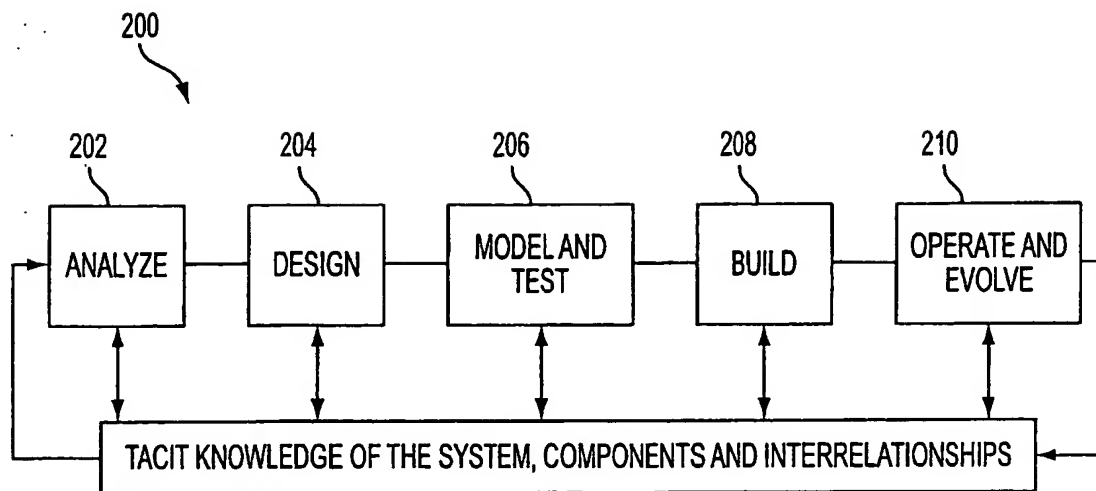 200
202
204
206
208
210
ANALYZE
DESIGN
MODEL AND
TEST
BUILD
OPERATE AND
EVOLVE
TACIT KNOWLEDGE OF THE SYSTEM, COMPONENTS AND INTERRELATIONSHIPS